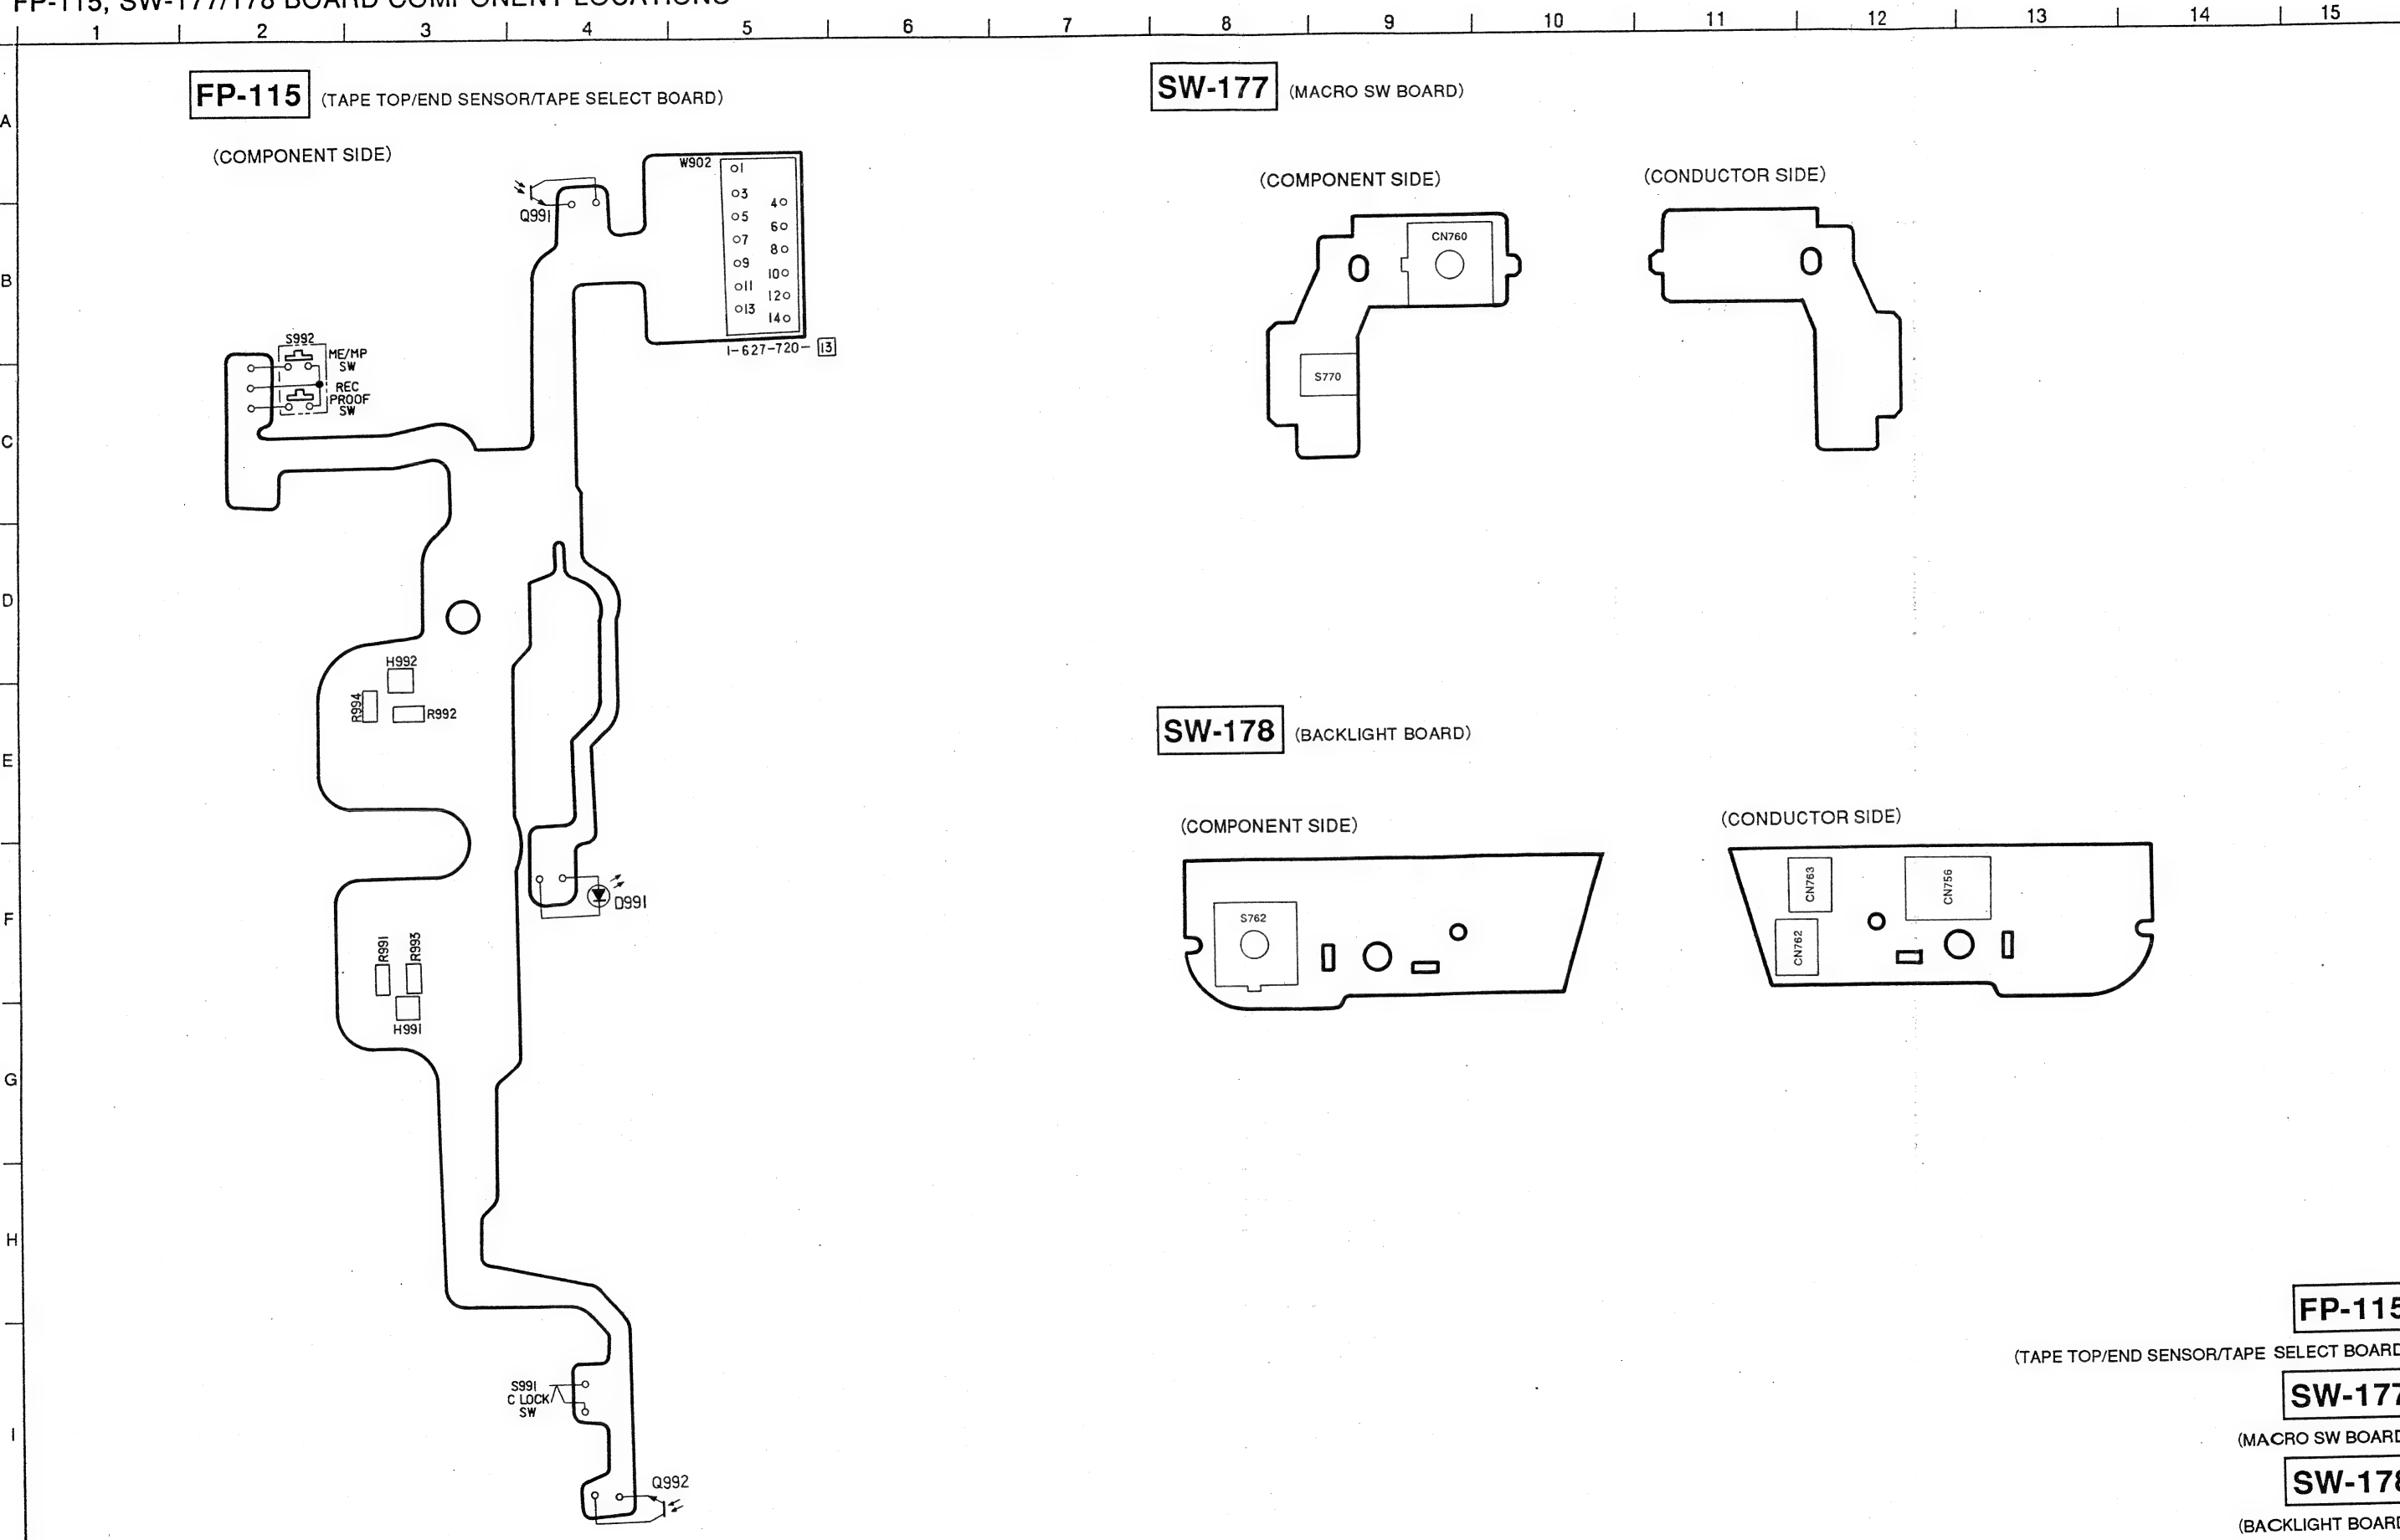 FP-115, SW-177/178 BOARD COMPONENT LOCATIONS
1 2 3 4 5 6 7 8 9 10 11 12 13 14 15
A
B
C
D
E
F
G
H
I
FP-115 (TAPE TOP/END SENSOR/TAPE SELECT BOARD)
(COMPONENT SIDE)
Q991
W902
1
3
4
5
6
7
8
9
10
11
12
13
14
1-627-720- 13
S992
ME/MP
SW
REC
PROOF
SW
H992
R994
R992
D991
R991
R993
H991
S991
C LOCK
SW
Q992
SW-177 (MACRO SW BOARD)
(COMPONENT SIDE)
CN760
S770
(CONDUCTOR SIDE)
SW-178 (BACKLIGHT BOARD)
(COMPONENT SIDE)
S762
(CONDUCTOR SIDE)
CN763
CN756
CN762
FP-115
(TAPE TOP/END SENSOR/TAPE SELECT BOARD
SW-177
(MACRO SW BOARD
SW-178
(BACKLIGHT BOARD